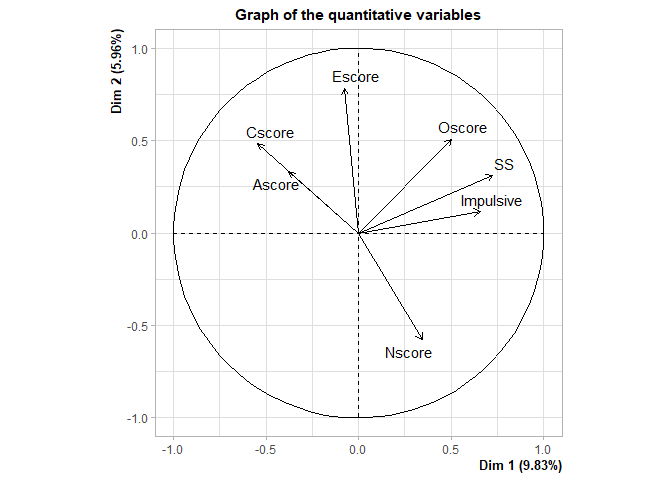 Graph of the quantitative variables
Dim 2 (5.96%)
1.0
Escore
Cscore
Oscore
0.5
SS
Ascore
Impulsive
0.0
-0.5
Nscore
-1.0
-1.0 -0.5 0.0 0.5 1.0
Dim 1 (9.83%)